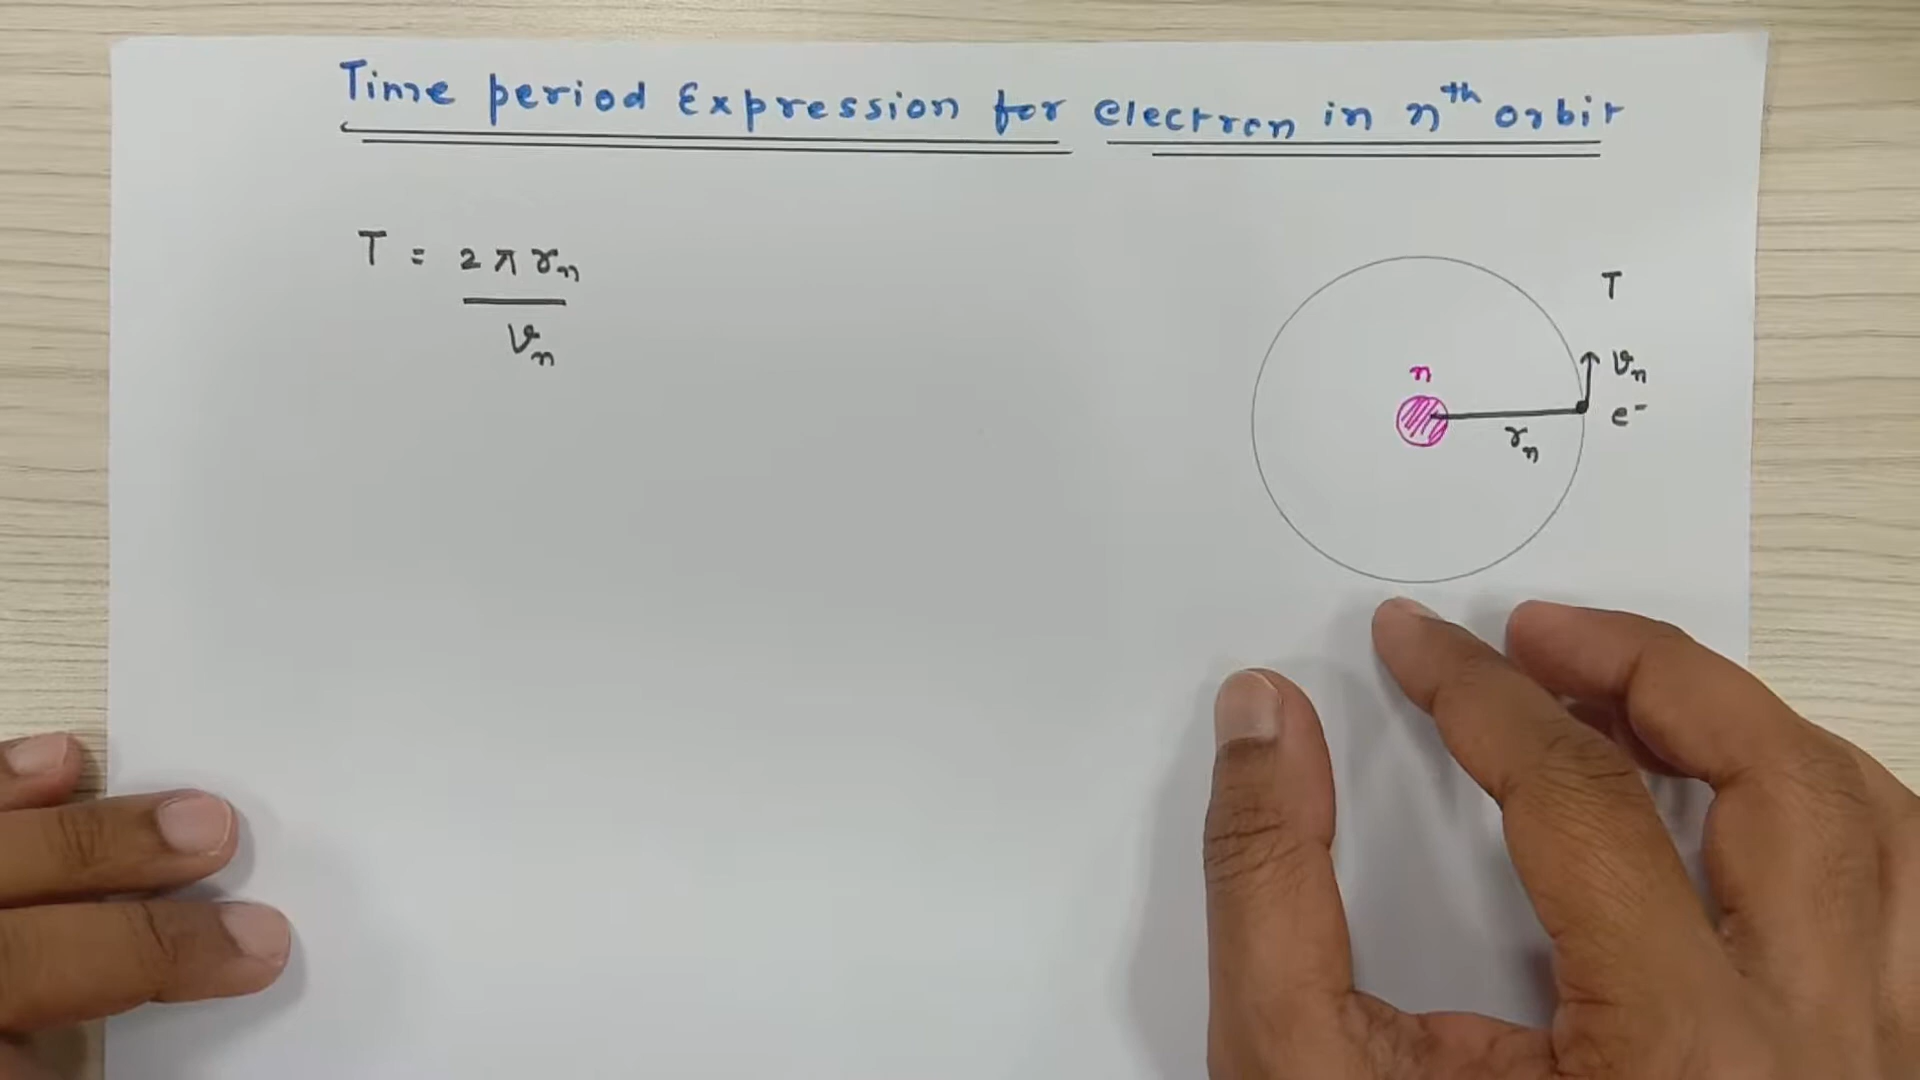 Time period Expression for electron in nᵗʰ orbit
T = 2πrₙ
vₙ
T
vₙ
n
e⁻
rₙ